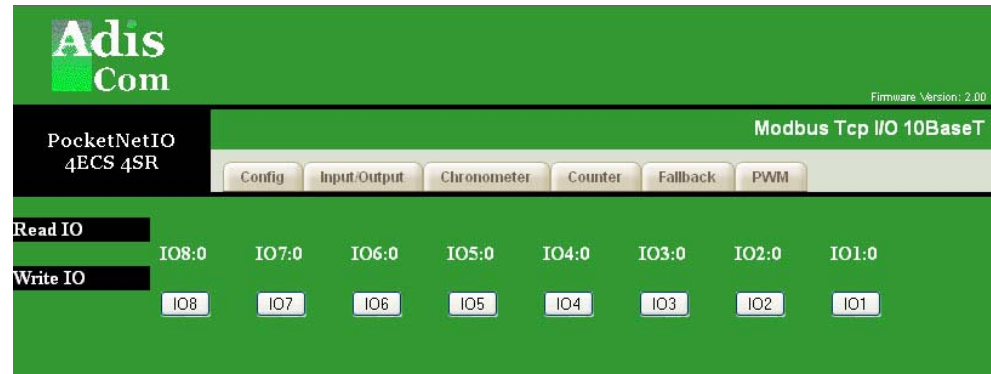 Adis
Com
Firmware Version: 2.00
PocketNetIO
4ECS 4SR
Modbus Tcp I/O 10BaseT
Config Input/Output Chronometer Counter Fallback PWM
Read IO
IO8:0 IO7:0 IO6:0 IO5:0 IO4:0 IO3:0 IO2:0 IO1:0
Write IO
IO8 IO7 IO6 IO5 IO4 IO3 IO2 IO1